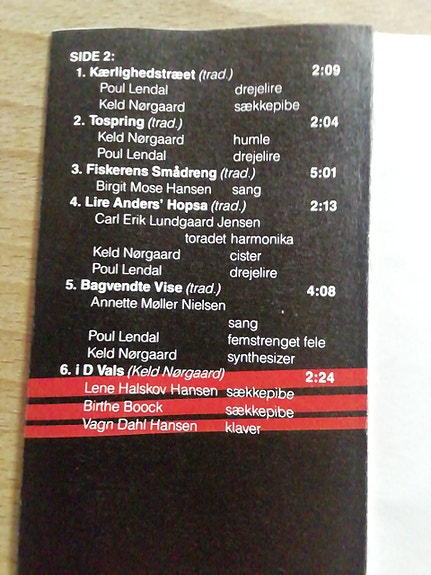 SIDE 2:
1. Kærlighedstræet (trad.) 2:09
Poul Lendal drejelire
Keld Nørgaard sækkepibe
2. Tospring (trad.) 2:04
Keld Nørgaard humle
Poul Lendal drejelire
3. Fiskerens Smådreng (trad.) 5:01
Birgit Mose Hansen sang
4. Lire Anders' Hopsa (trad.) 2:13
Carl Erik Lundgaard Jensen
toradet harmonika
Keld Nørgaard cister
Poul Lendal drejelire
5. Bagvendte Vise (trad.) 4:08
Annette Møller Nielsen
sang
Poul Lendal femstrenget fele
Keld Nørgaard synthesizer
6. i D Vals (Keld Nørgaard) 2:24
Lene Halskov Hansen sækkepibe
Birthe Boock sækkepibe
Vagn Dahl Hansen klaver